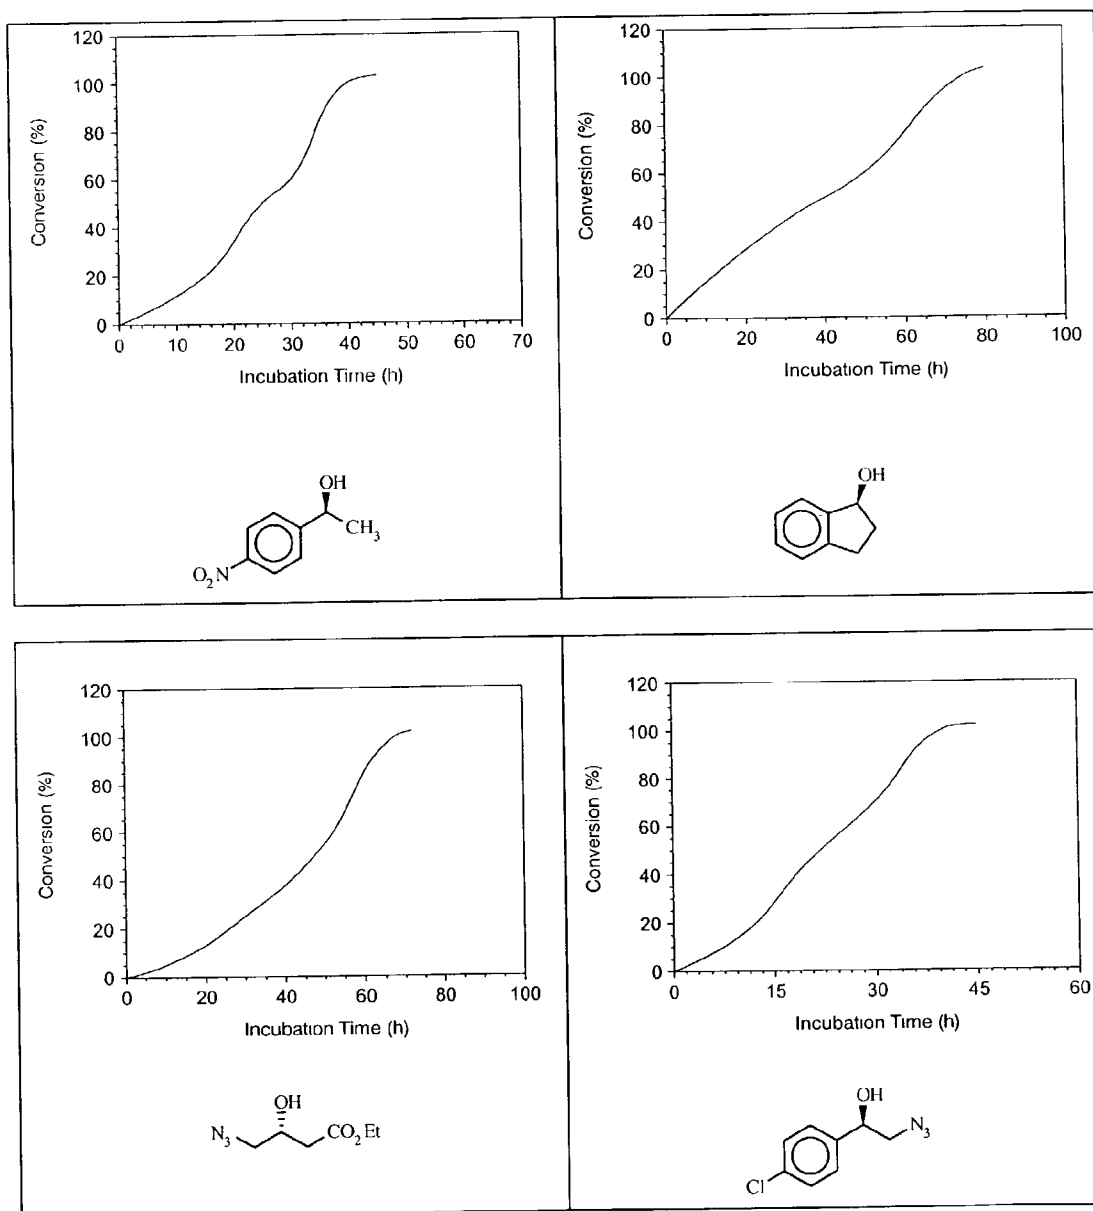 120
100
80
60
40
20
0
Conversion (%)
0 10 20 30 40 50 60 70
Incubation Time (h)
OH
CH3
O2N
120
100
80
60
40
20
0
Conversion (%)
0 20 40 60 80 100
Incubation Time (h)
OH
120
100
80
60
40
20
0
Conversion (%)
0 20 40 60 80 100
Incubation Time (h)
OH
N3 CO2Et
120
100
80
60
40
20
0
Conversion (%)
0 15 30 45 60
Incubation Time (h)
OH
N3
Cl